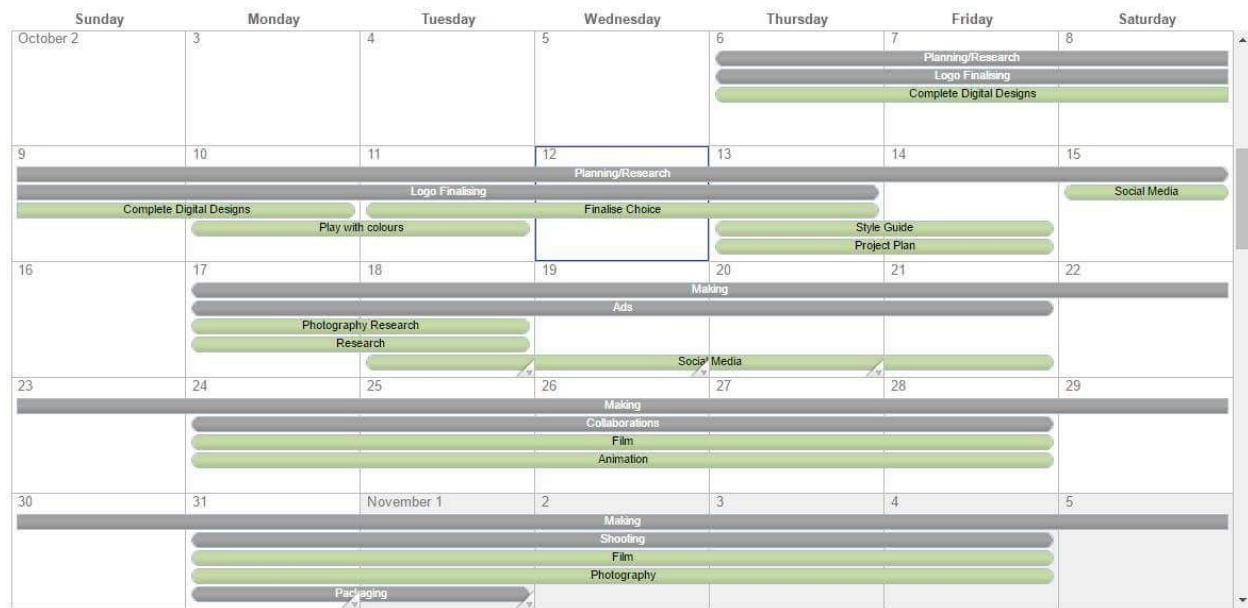 Sunday Monday Tuesday Wednesday Thursday Friday Saturday
October 2 3 4 5 6 7 8
Planning/Research
Logo Finalising
Complete Digital Designs
9 10 11 12 13 14 15
Planning/Research
Logo Finalising Social Media
Complete Digital Designs Finalise Choice
Play with colours Style Guide
Project Plan
16 17 18 19 20 21 22
Making
Ads
Photography Research
Research
Social Media
23 24 25 26 27 28 29
Making
Collaborations
Film
Animation
30 31 November 1 2 3 4 5
Making
Shooting
Film
Photography
Packaging